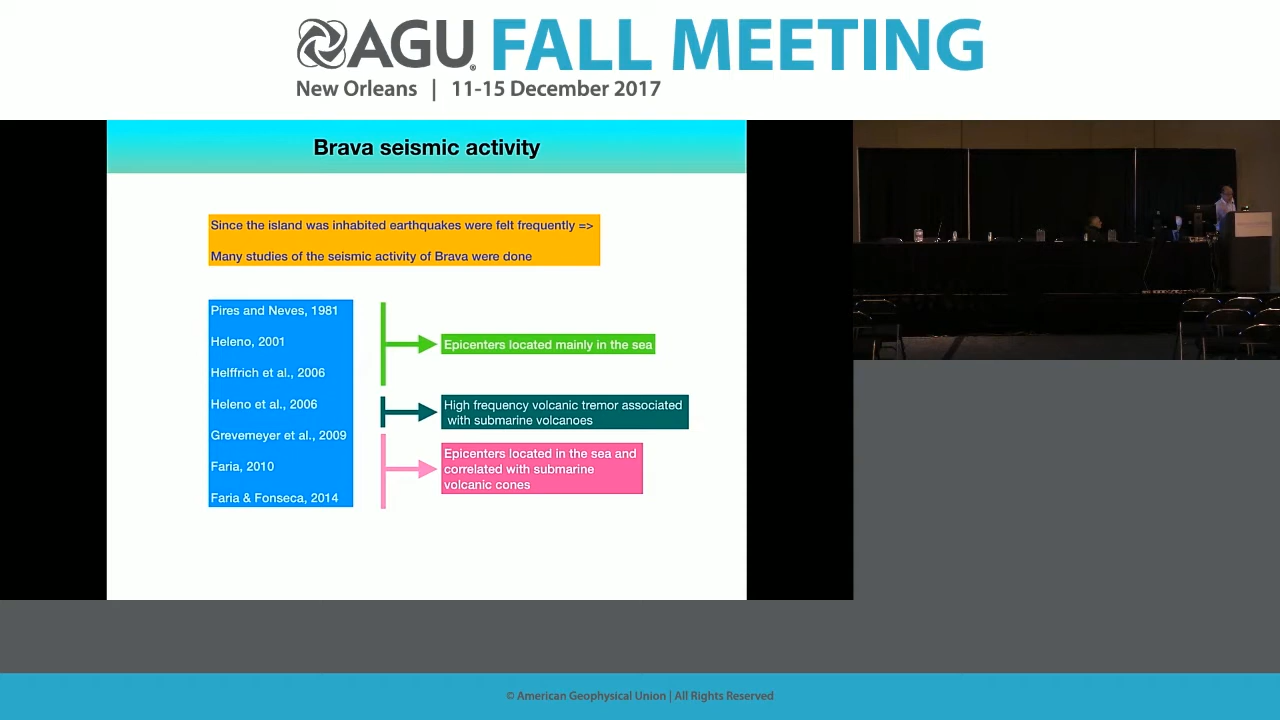 AGU FALL MEETING
New Orleans | 11-15 December 2017
Brava seismic activity
Since the island was inhabited earthquakes were felt frequently =>
Many studies of the seismic activity of Brava were done
Pires and Neves, 1981
Heleno, 2001
Helffrich et al., 2006
Heleno et al., 2006
Grevemeyer et al., 2009
Faria, 2010
Faria & Fonseca, 2014
Epicenters located mainly in the sea
High frequency volcanic tremor associated
with submarine volcanoes
Epicenters located in the sea and
correlated with submarine
volcanic cones
© American Geophysical Union | All Rights Reserved